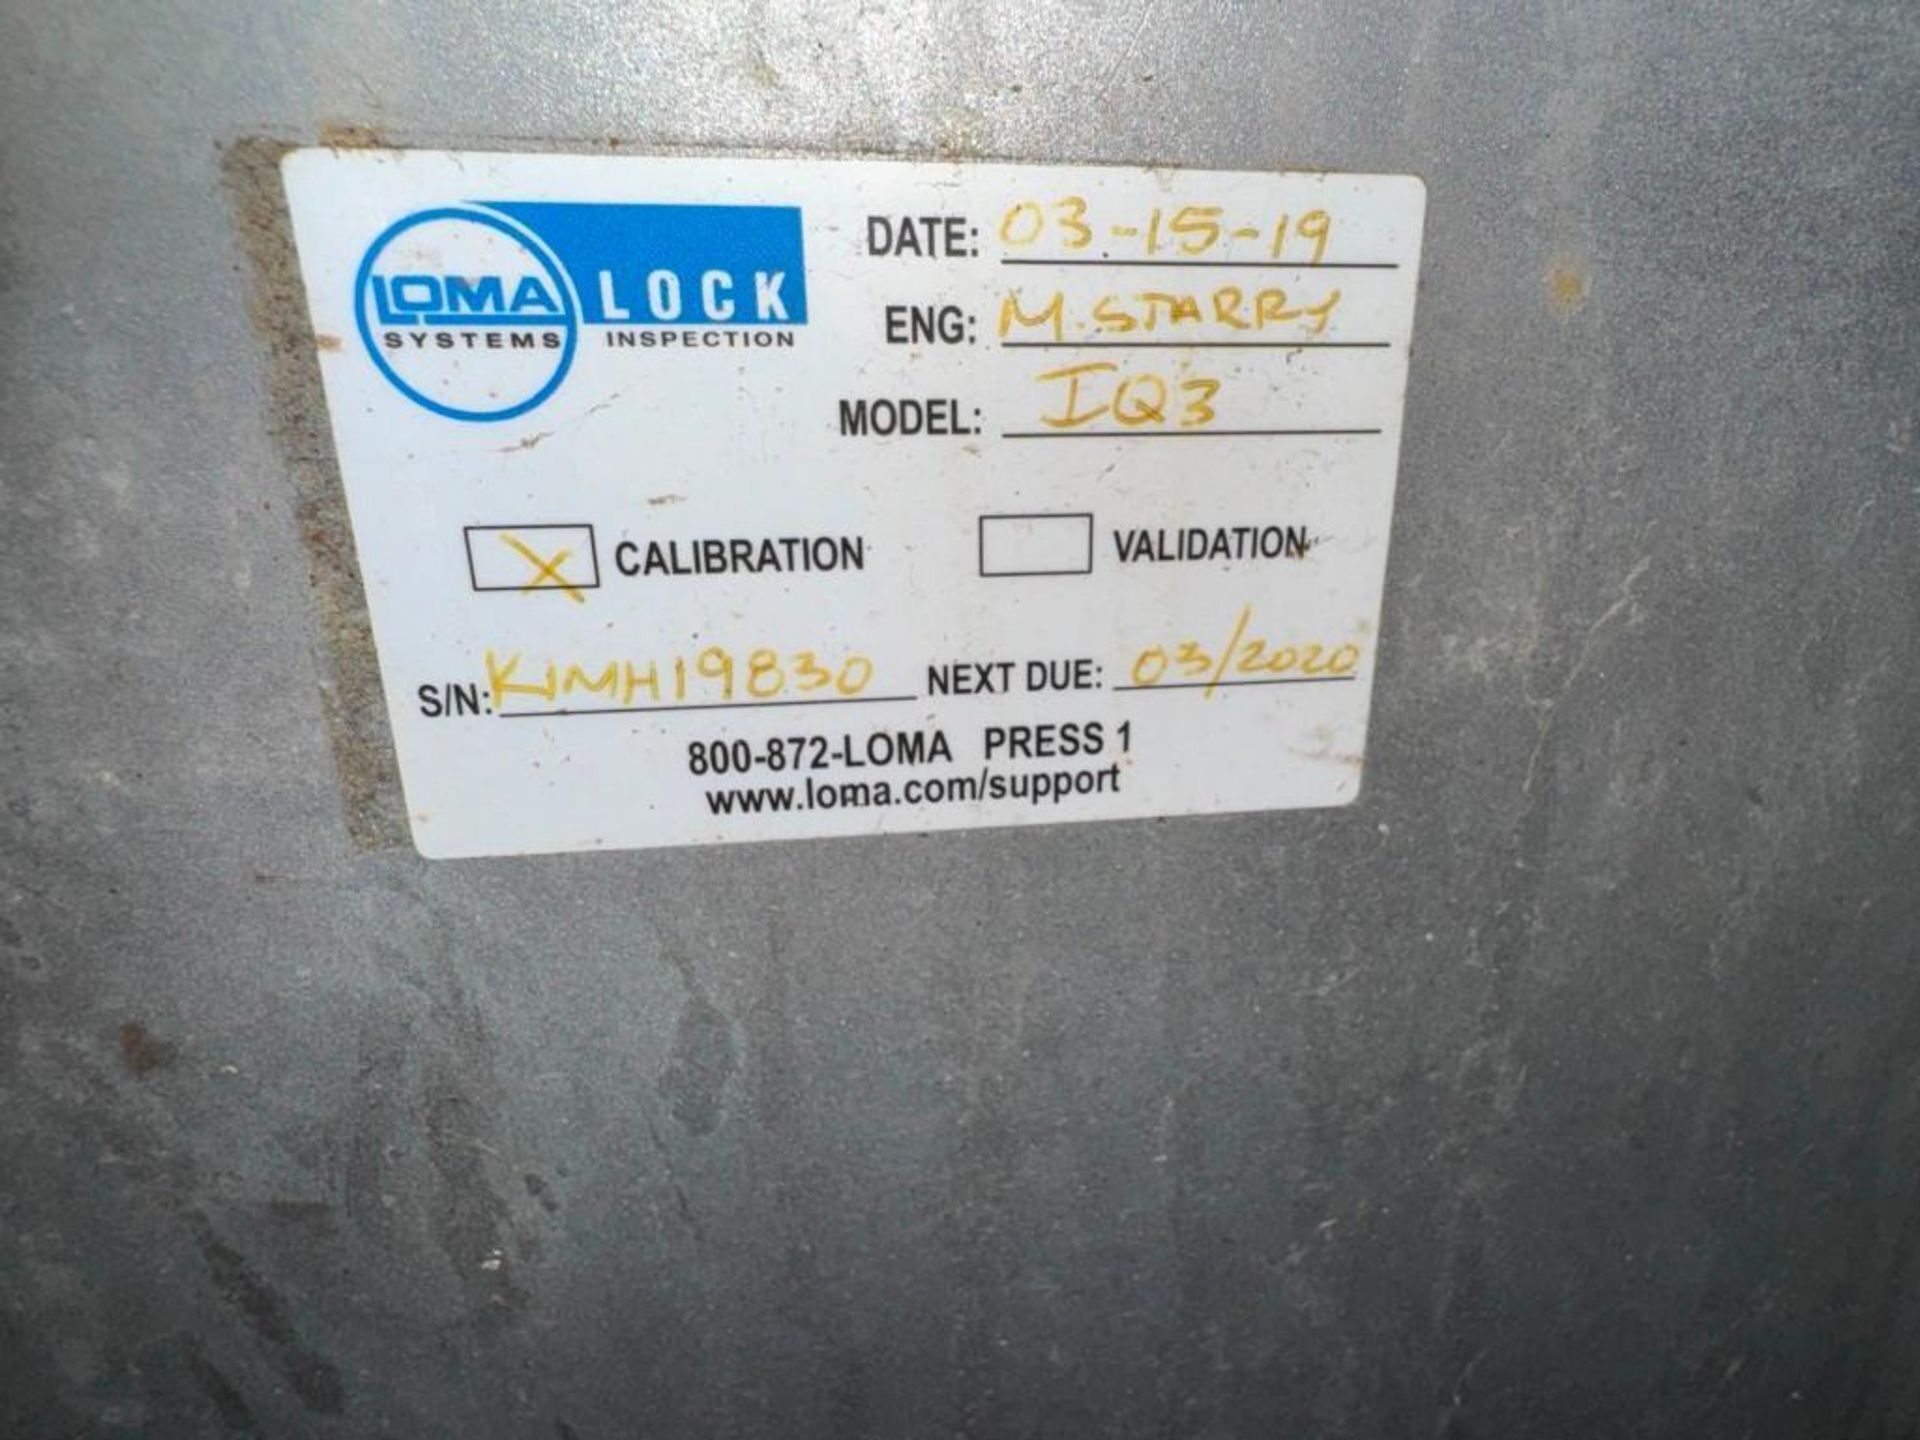 LOMA SYSTEMS
LOCK INSPECTION
DATE: 03-15-19
ENG: M. STARRY
MODEL: IQ3
X CALIBRATION VALIDATION
S/N: KIMH19830 NEXT DUE: 03/2020
800-872-LOMA PRESS 1
www.loma.com/support